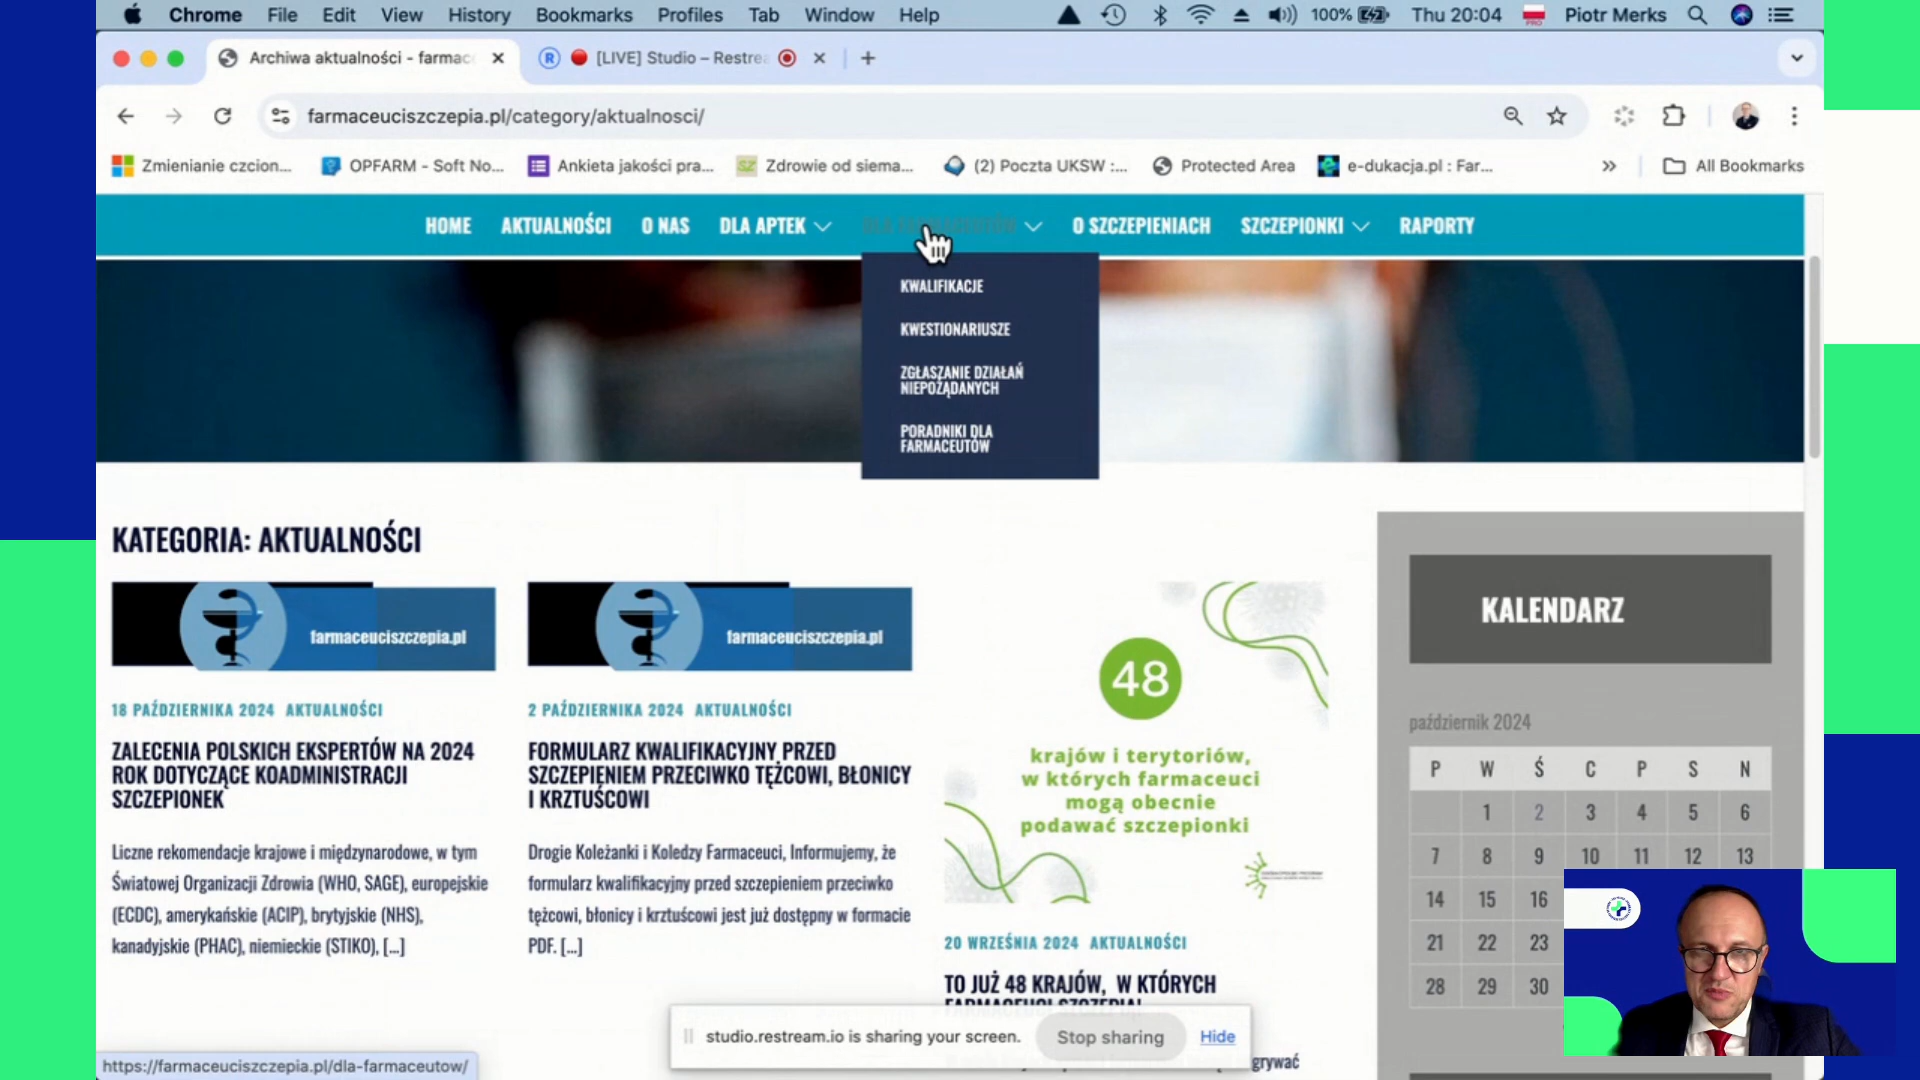 Chrome File Edit View History Bookmarks Profiles Tab Window Help 100% Thu 20:04 PRO Piotr Merks
Archiwa aktualności - farmac [LIVE] Studio – Restre
farmaceuciszczepia.pl/category/aktualnosci/
Zmienianie czcion... OPFARM - Soft No... Ankieta jakości pra... SZ Zdrowie od siema... (2) Poczta UKSW :... Protected Area e-dukacja.pl : Far... » All Bookmarks
HOME AKTUALNOŚCI O NAS DLA APTEK O SZCZEPIENIACH SZCZEPIONKI RAPORTY
KWALIFIKACJE
KWESTIONARIUSZE
ZGŁASZANIE DZIAŁAŃ
NIEPOŻĄDANYCH
PORADNIKI DLA
FARMACEUTÓW
KATEGORIA: AKTUALNOŚCI
farmaceuciszczepia.pl
18 PAŹDZIERNIKA 2024 AKTUALNOŚCI
ZALECENIA POLSKICH EKSPERTÓW NA 2024
ROK DOTYCZĄCE KOADMINISTRACJI
SZCZEPIONEK
Liczne rekomendacje krajowe i międzynarodowe, w tym
Światowej Organizacji Zdrowia (WHO, SAGE), europejskie
(ECDC), amerykańskie (ACIP), brytyjskie (NHS),
kanadyjskie (PHAC), niemieckie (STIKO), [...]
farmaceuciszczepia.pl
2 PAŹDZIERNIKA 2024 AKTUALNOŚCI
FORMULARZ KWALIFIKACYJNY PRZED
SZCZEPIENIEM PRZECIWKO TĘŻCOWI, BŁONICY
I KRZTUŚCOWI
Drogie Koleżanki i Koledzy Farmaceuci, Informujemy, że
formularz kwalifikacyjny przed szczepieniem przeciwko
tężcowi, błonicy i krztuścowi jest już dostępny w formacie
PDF. [...]
48
krajów i terytoriów,
w których farmaceuci
mogą obecnie
podawać szczepionki
20 WRZEŚNIA 2024 AKTUALNOŚCI
TO JUŻ 48 KRAJÓW, W KTÓRYCH
FARMACEUCI SZCZEPIĄ!
grywać
KALENDARZ
październik 2024
P W Ś C P S N
1 2 3 4 5 6
7 8 9 10 11 12 13
14 15 16
21 22 23
28 29 30
studio.restream.io is sharing your screen. Stop sharing Hide
https://farmaceuciszczepia.pl/dla-farmaceutow/